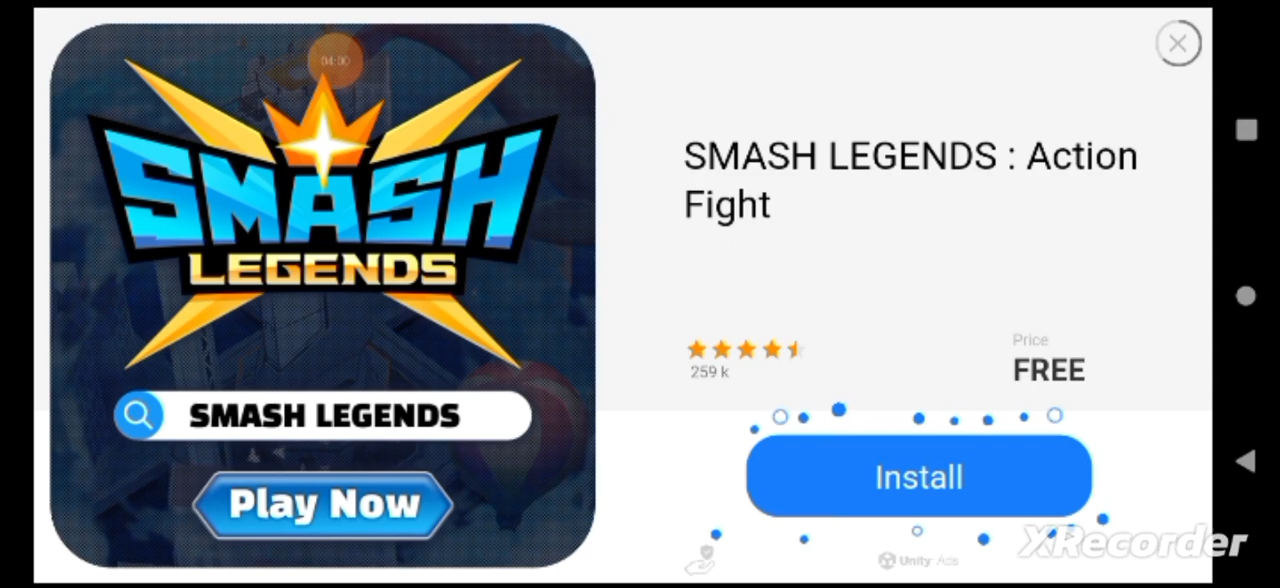 04:00
SMASH
LEGENDS
SMASH LEGENDS
Play Now
SMASH LEGENDS : Action
Fight
259 k
Price
FREE
Install
Unity Ads
XRecorder